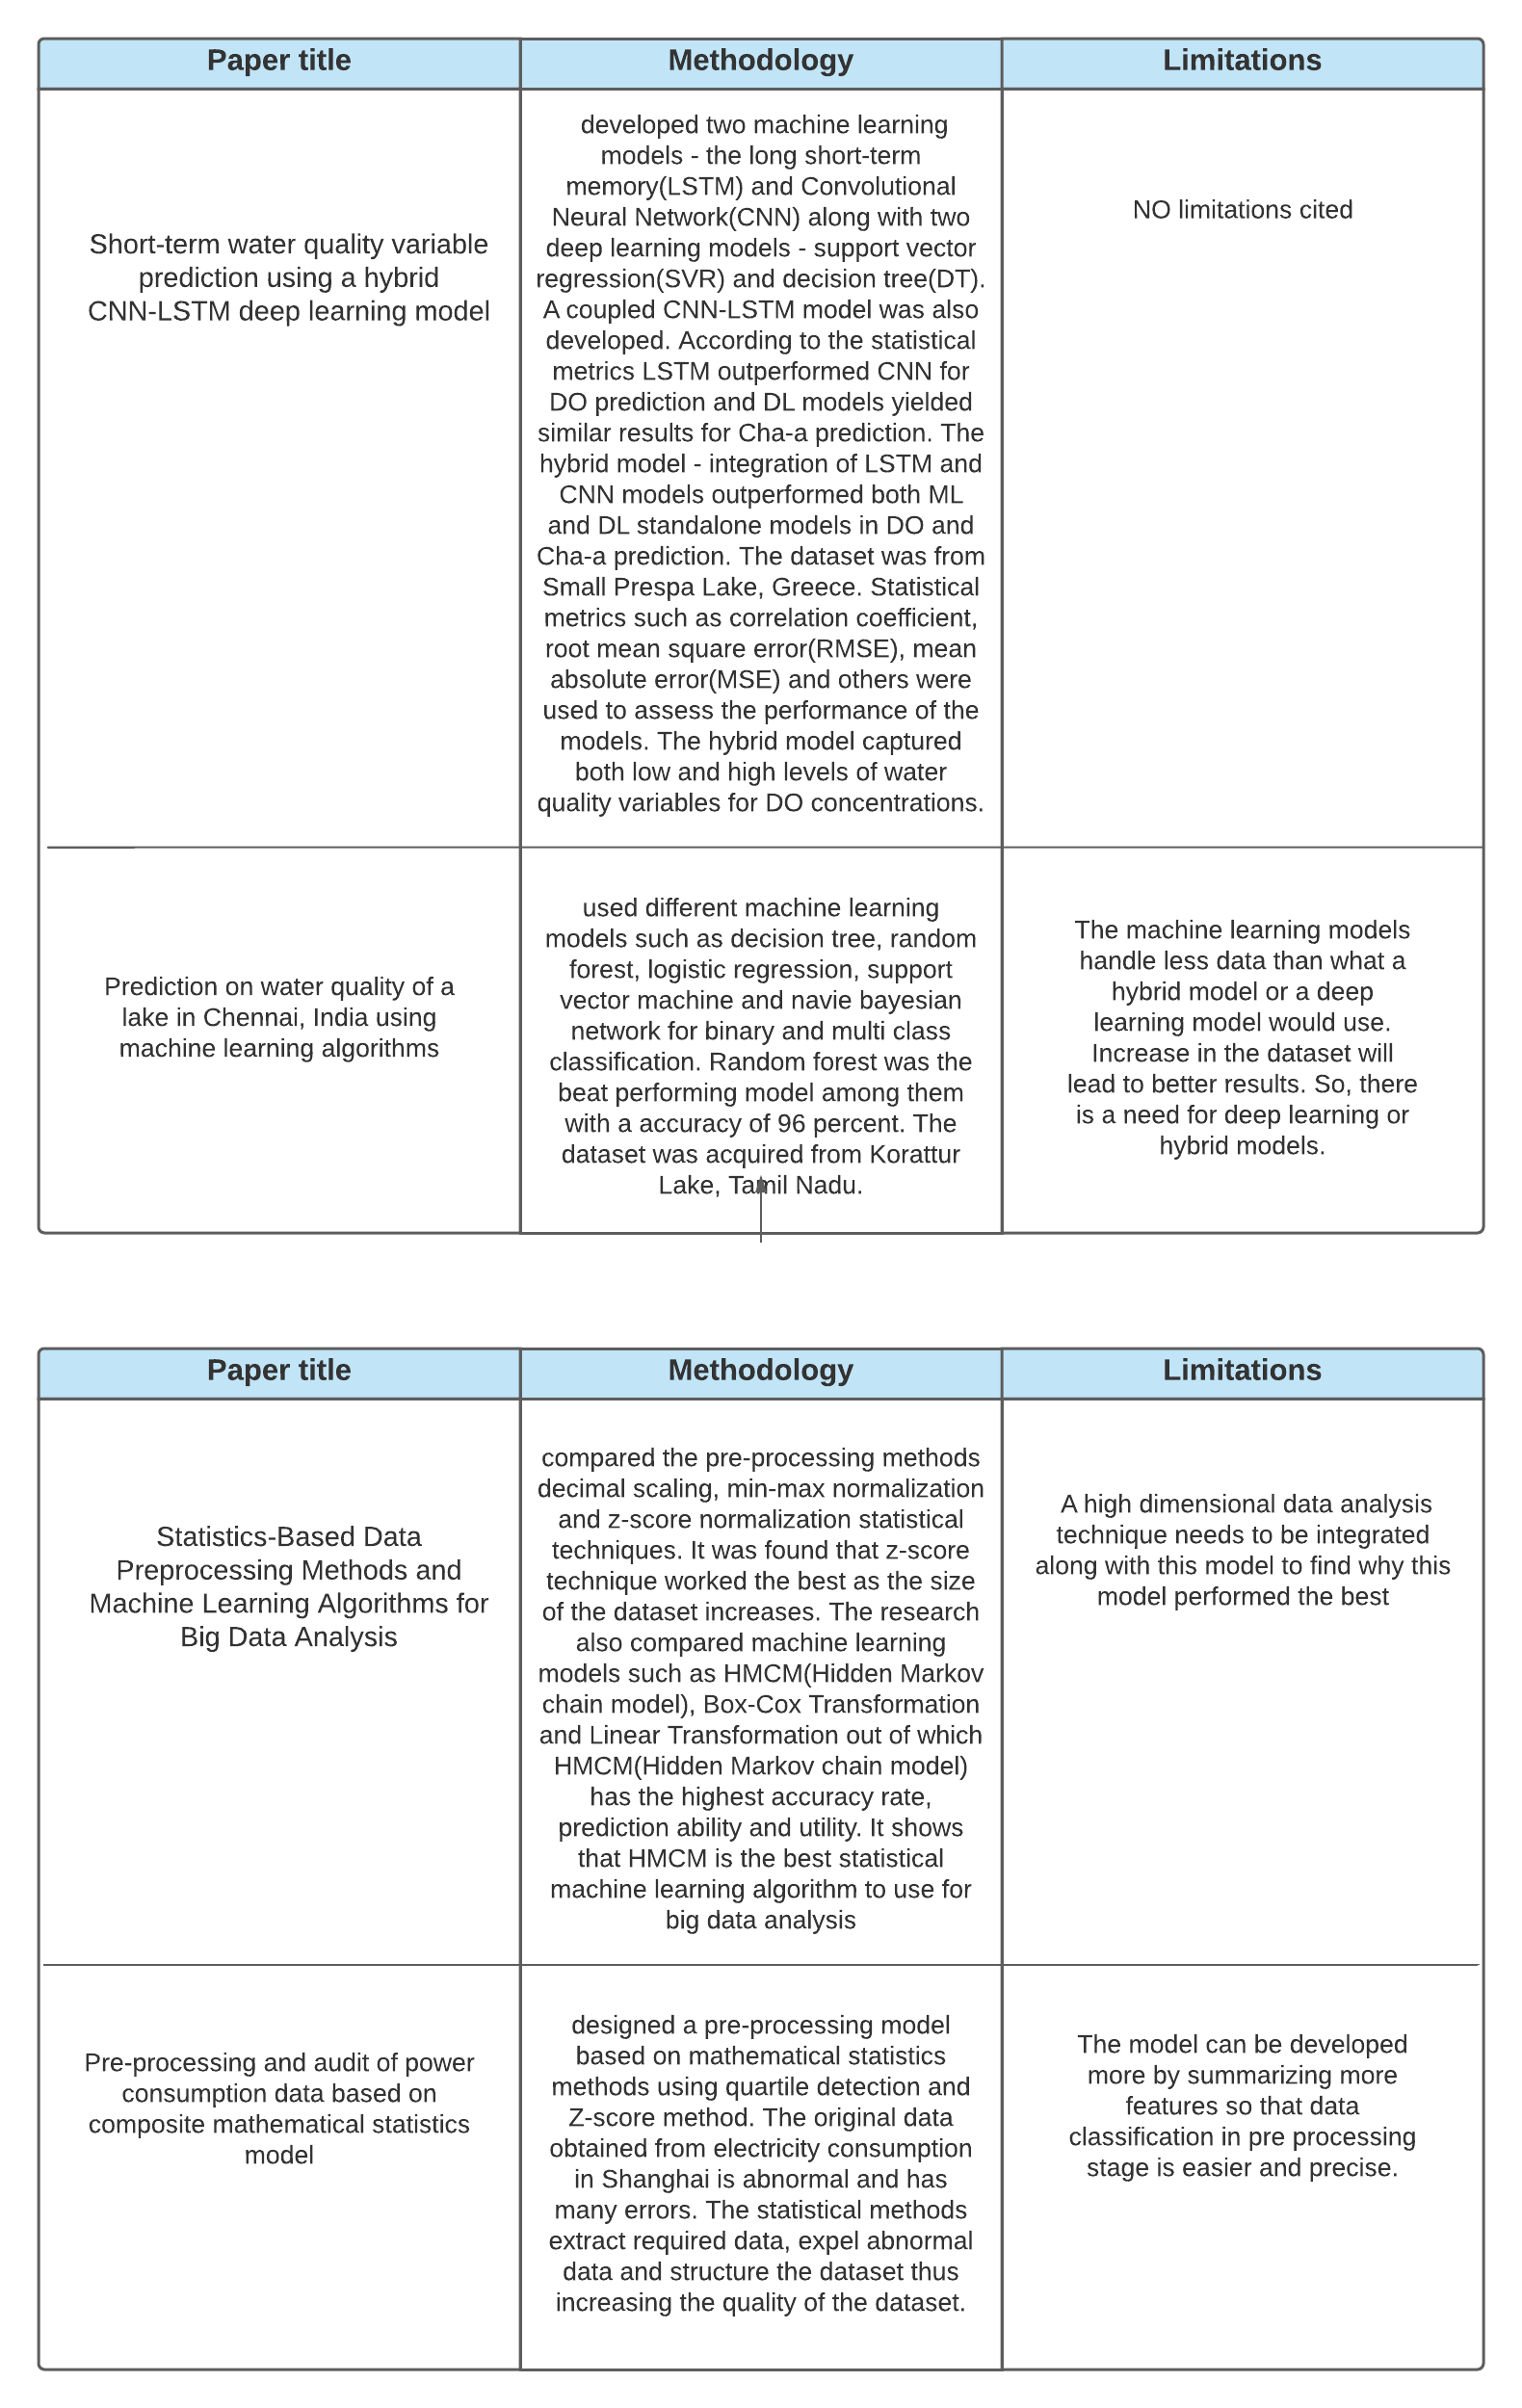 Paper title
Methodology
Limitations
Short-term water quality variable
prediction using a hybrid
CNN-LSTM deep learning model
developed two machine learning
models - the long short-term
memory(LSTM) and Convolutional
Neural Network(CNN) along with two
deep learning models - support vector
regression(SVR) and decision tree(DT).
A coupled CNN-LSTM model was also
developed. According to the statistical
metrics LSTM outperformed CNN for
DO prediction and DL models yielded
similar results for Cha-a prediction. The
hybrid model - integration of LSTM and
CNN models outperformed both ML
and DL standalone models in DO and
Cha-a prediction. The dataset was from
Small Prespa Lake, Greece. Statistical
metrics such as correlation coefficient,
root mean square error(RMSE), mean
absolute error(MSE) and others were
used to assess the performance of the
models. The hybrid model captured
both low and high levels of water
quality variables for DO concentrations.
NO limitations cited
Prediction on water quality of a
lake in Chennai, India using
machine learning algorithms
used different machine learning
models such as decision tree, random
forest, logistic regression, support
vector machine and navie bayesian
network for binary and multi class
classification. Random forest was the
beat performing model among them
with a accuracy of 96 percent. The
dataset was acquired from Korattur
Lake, Tamil Nadu.
The machine learning models
handle less data than what a
hybrid model or a deep
learning model would use.
Increase in the dataset will
lead to better results. So, there
is a need for deep learning or
hybrid models.
Paper title
Methodology
Limitations
Statistics-Based Data
Preprocessing Methods and
Machine Learning Algorithms for
Big Data Analysis
compared the pre-processing methods
decimal scaling, min-max normalization
and z-score normalization statistical
techniques. It was found that z-score
technique worked the best as the size
of the dataset increases. The research
also compared machine learning
models such as HMCM(Hidden Markov
chain model), Box-Cox Transformation
and Linear Transformation out of which
HMCM(Hidden Markov chain model)
has the highest accuracy rate,
prediction ability and utility. It shows
that HMCM is the best statistical
machine learning algorithm to use for
big data analysis
A high dimensional data analysis
technique needs to be integrated
along with this model to find why this
model performed the best
Pre-processing and audit of power
consumption data based on
composite mathematical statistics
model
designed a pre-processing model
based on mathematical statistics
methods using quartile detection and
Z-score method. The original data
obtained from electricity consumption
in Shanghai is abnormal and has
many errors. The statistical methods
extract required data, expel abnormal
data and structure the dataset thus
increasing the quality of the dataset.
The model can be developed
more by summarizing more
features so that data
classification in pre processing
stage is easier and precise.